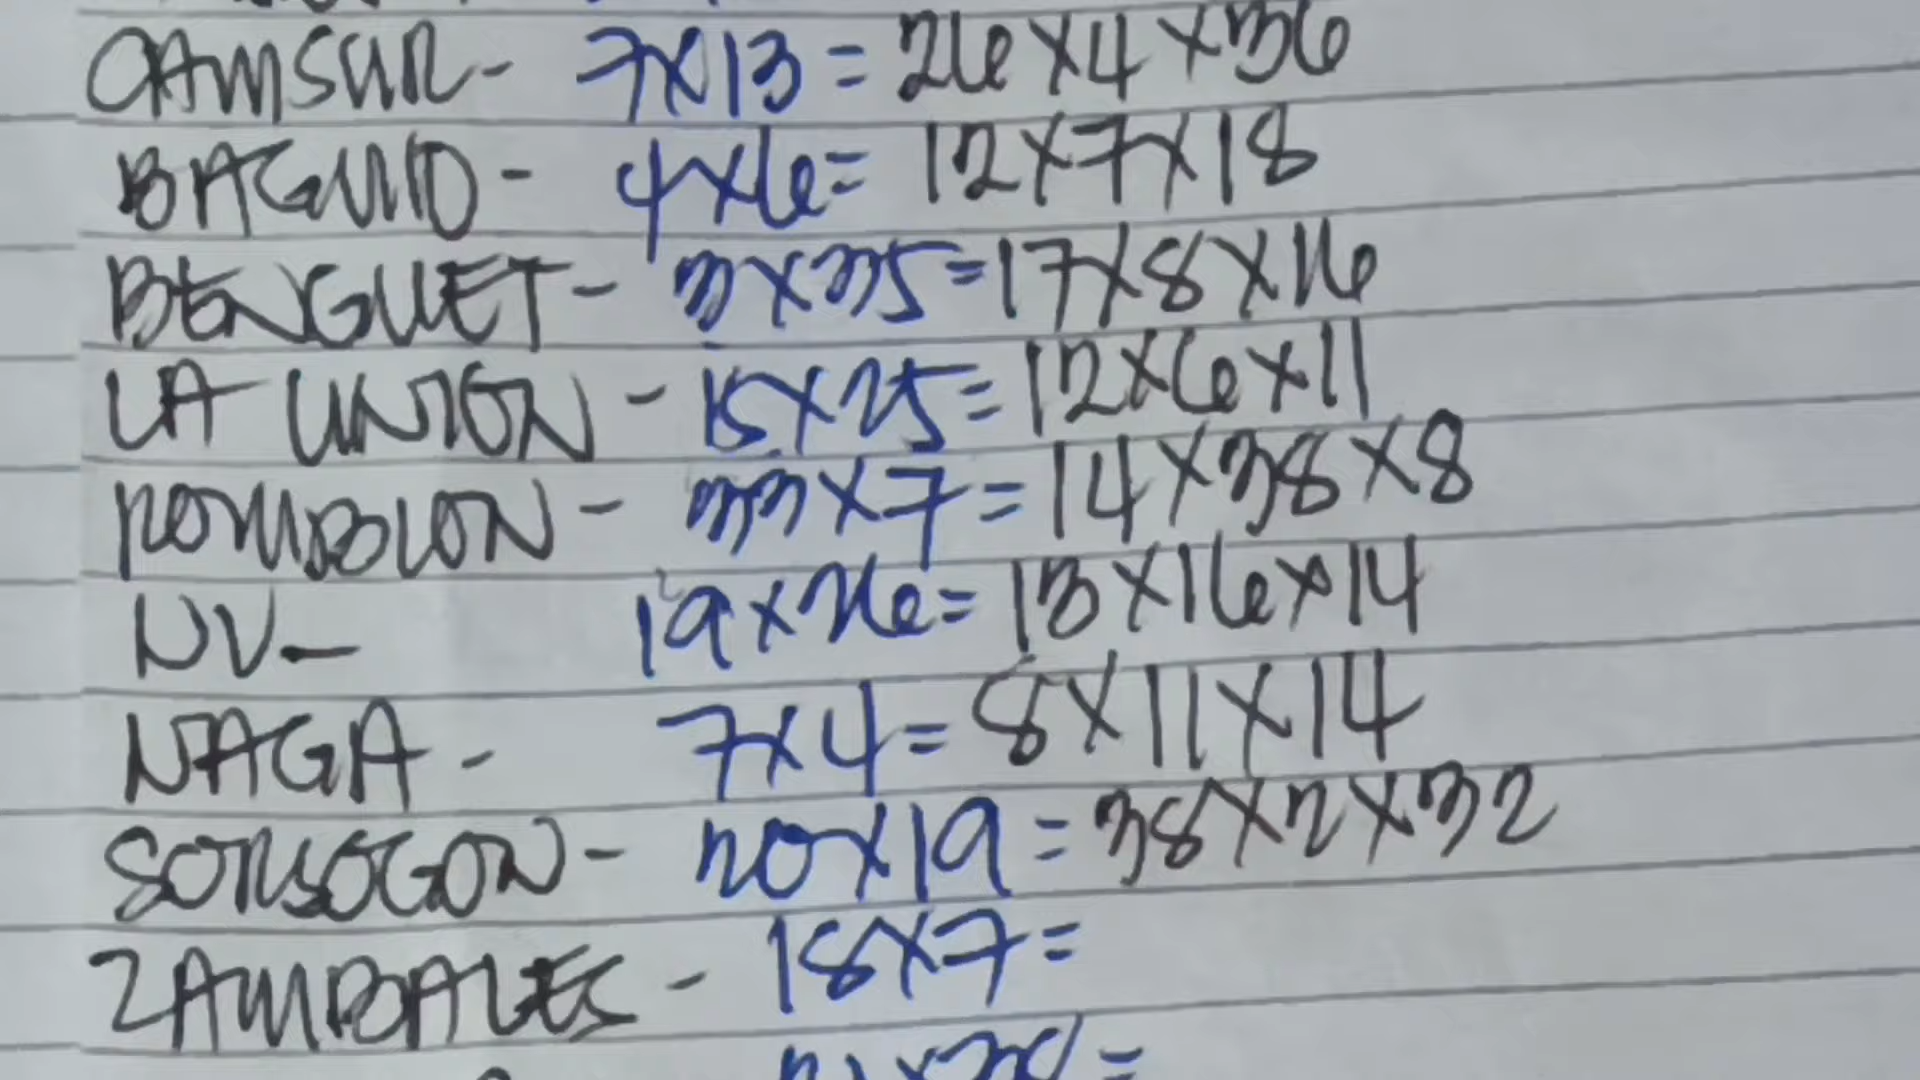 CAMSUR- 7x13 = 26x4x36
BAGUIO - 4x6= 12x7x18
BENGUET- 3x35=17x8x16
LA UNION - 15x25= 12x6x11
ROMBLON - 33x7= 14x38x8
NV- 19x26= 13x16x14
NAGA - 7x4= 8x11x14
SORSOGON- 20x19 = 38x2x32
ZAMBALES - 18x7=